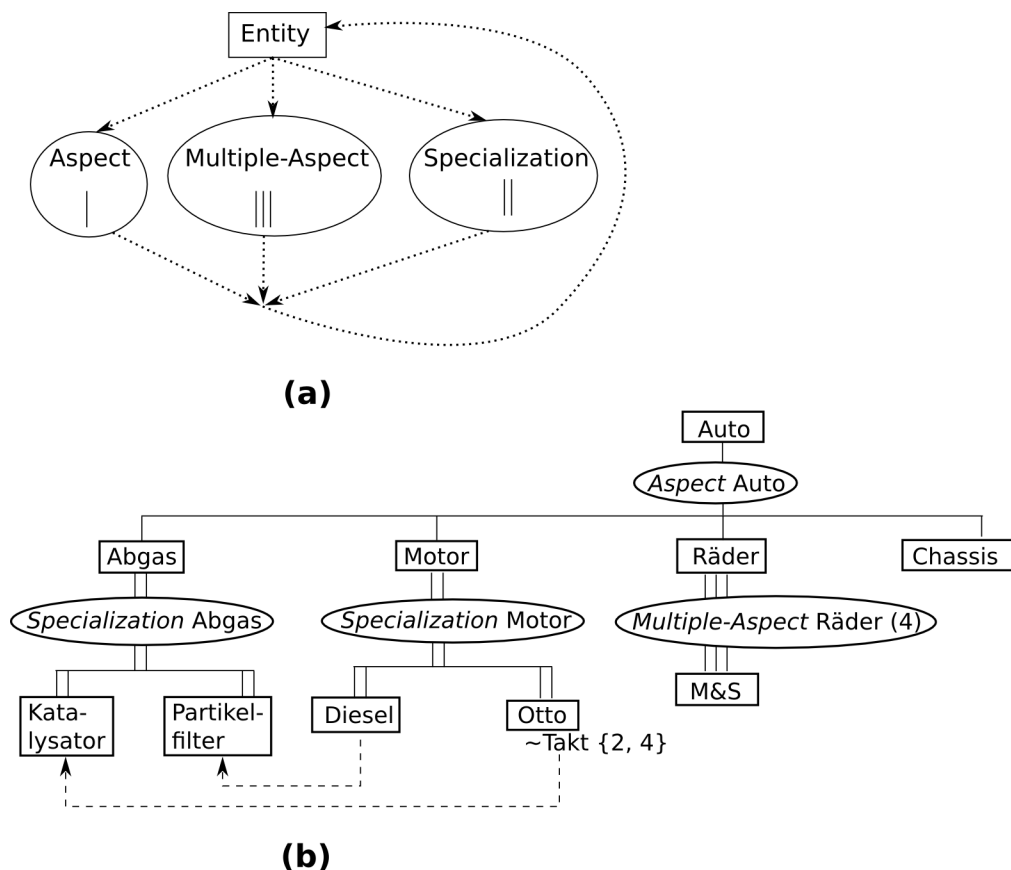 Entity
Aspect
Multiple-Aspect
Specialization
(a)
Auto
Aspect Auto
Abgas
Motor
Räder
Chassis
Specialization Abgas
Specialization Motor
Multiple-Aspect Räder (4)
Kata-
lysator
Partikel-
filter
Diesel
Otto
~Takt {2, 4}
M&S
(b)